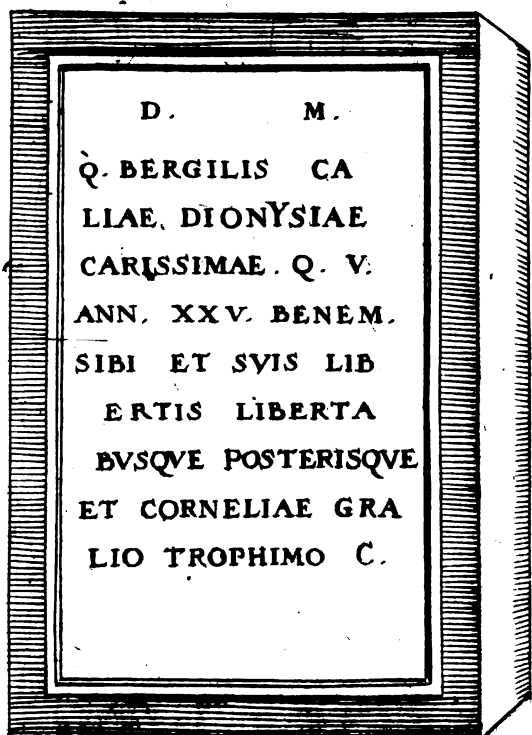 D. M.
Q. BERGILIS CA
LIAE. DIONYSIAE
CARISSIMAE. Q. V.
ANN. XXV. BENEM.
SIBI ET SVIS LIB
ERTIS LIBERTA
BVSQVE POSTERISQVE
ET CORNELIAE GRA
LIO TROPHIMO C.